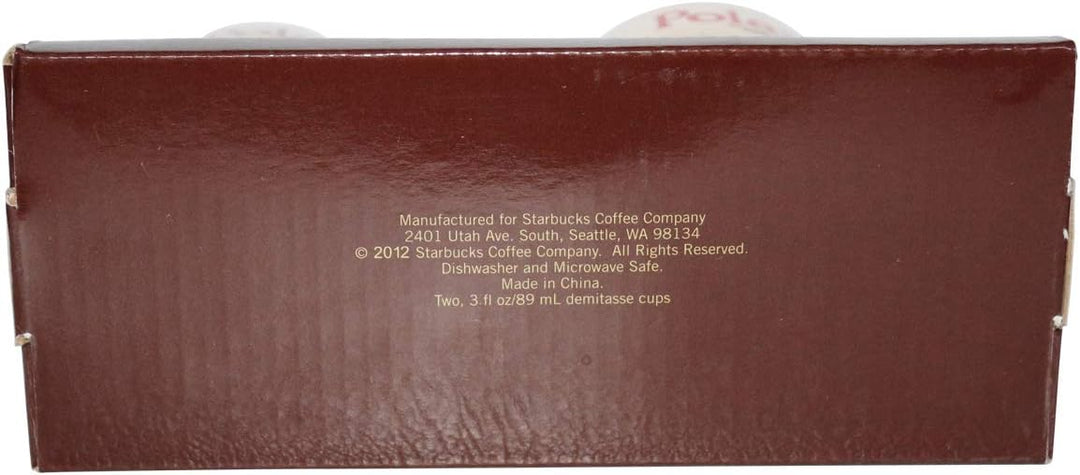 Manufactured for Starbucks Coffee Company
2401 Utah Ave. South, Seattle, WA 98134
© 2012 Starbucks Coffee Company. All Rights Reserved.
Dishwasher and Microwave Safe.
Made in China.
Two, 3 fl oz/89 mL demitasse cups